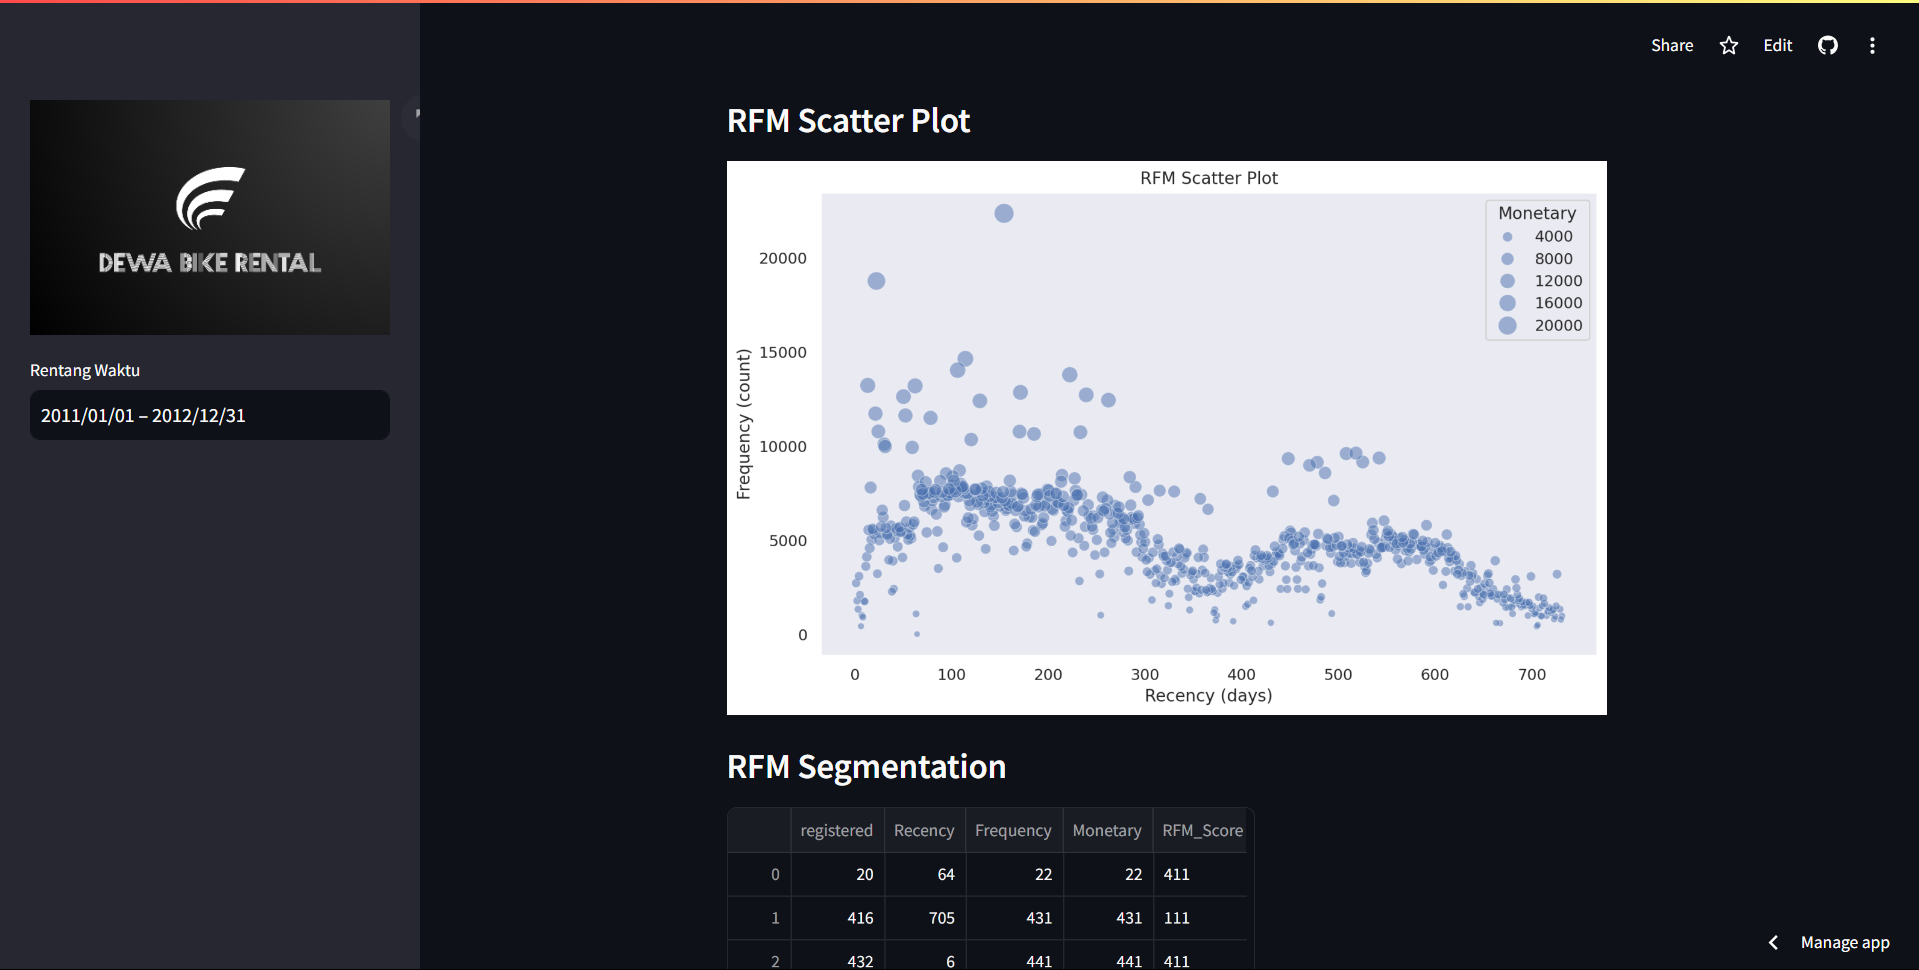 Share Edit
DEWA BIKE RENTAL
Rentang Waktu
2011/01/01 – 2012/12/31
RFM Scatter Plot
RFM Scatter Plot
Monetary
4000
8000
12000
16000
20000
Frequency (count)
20000
15000
10000
5000
0
0 100 200 300 400 500 600 700
Recency (days)
RFM Segmentation
registered Recency Frequency Monetary RFM_Score
0 20 64 22 22 411
1 416 705 431 431 111
2 432 6 441 441 411
Manage app